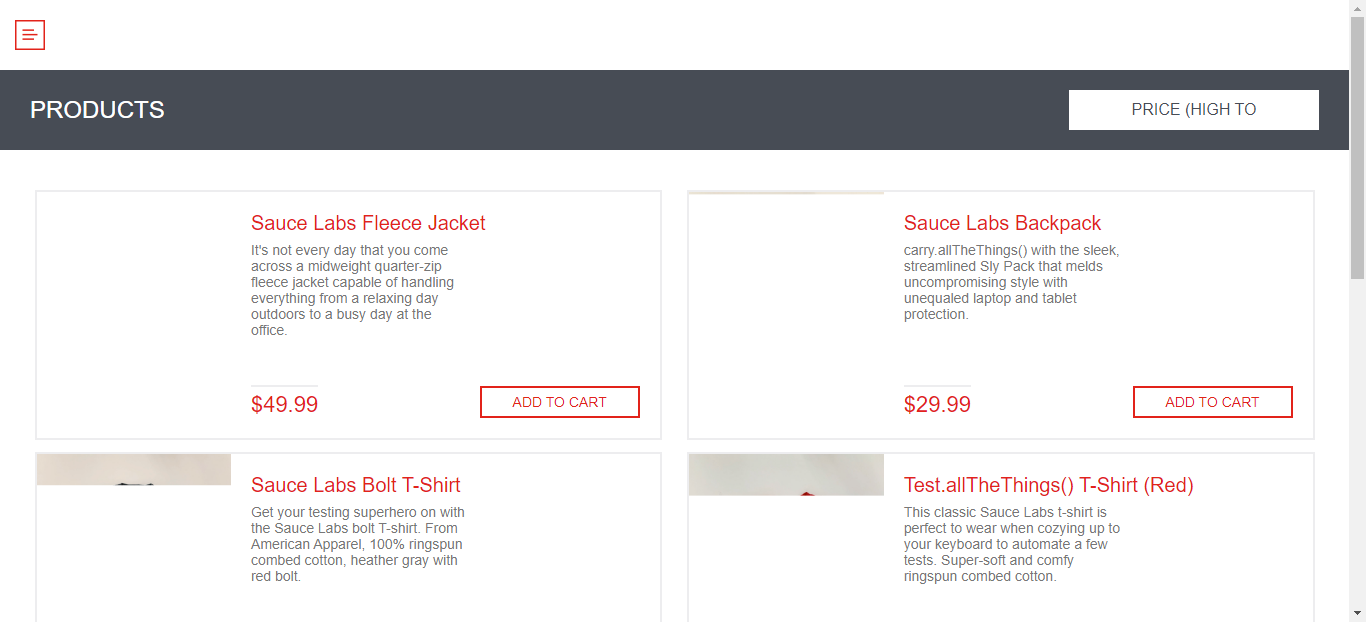 PRODUCTS
PRICE (HIGH TO
Sauce Labs Fleece Jacket
It's not every day that you come
across a midweight quarter-zip
fleece jacket capable of handling
everything from a relaxing day
outdoors to a busy day at the
office.
$49.99
ADD TO CART
Sauce Labs Backpack
carry.allTheThings() with the sleek,
streamlined Sly Pack that melds
uncompromising style with
unequaled laptop and tablet
protection.
$29.99
ADD TO CART
Sauce Labs Bolt T-Shirt
Get your testing superhero on with
the Sauce Labs bolt T-shirt. From
American Apparel, 100% ringspun
combed cotton, heather gray with
red bolt.
Test.allTheThings() T-Shirt (Red)
This classic Sauce Labs t-shirt is
perfect to wear when cozying up to
your keyboard to automate a few
tests. Super-soft and comfy
ringspun combed cotton.